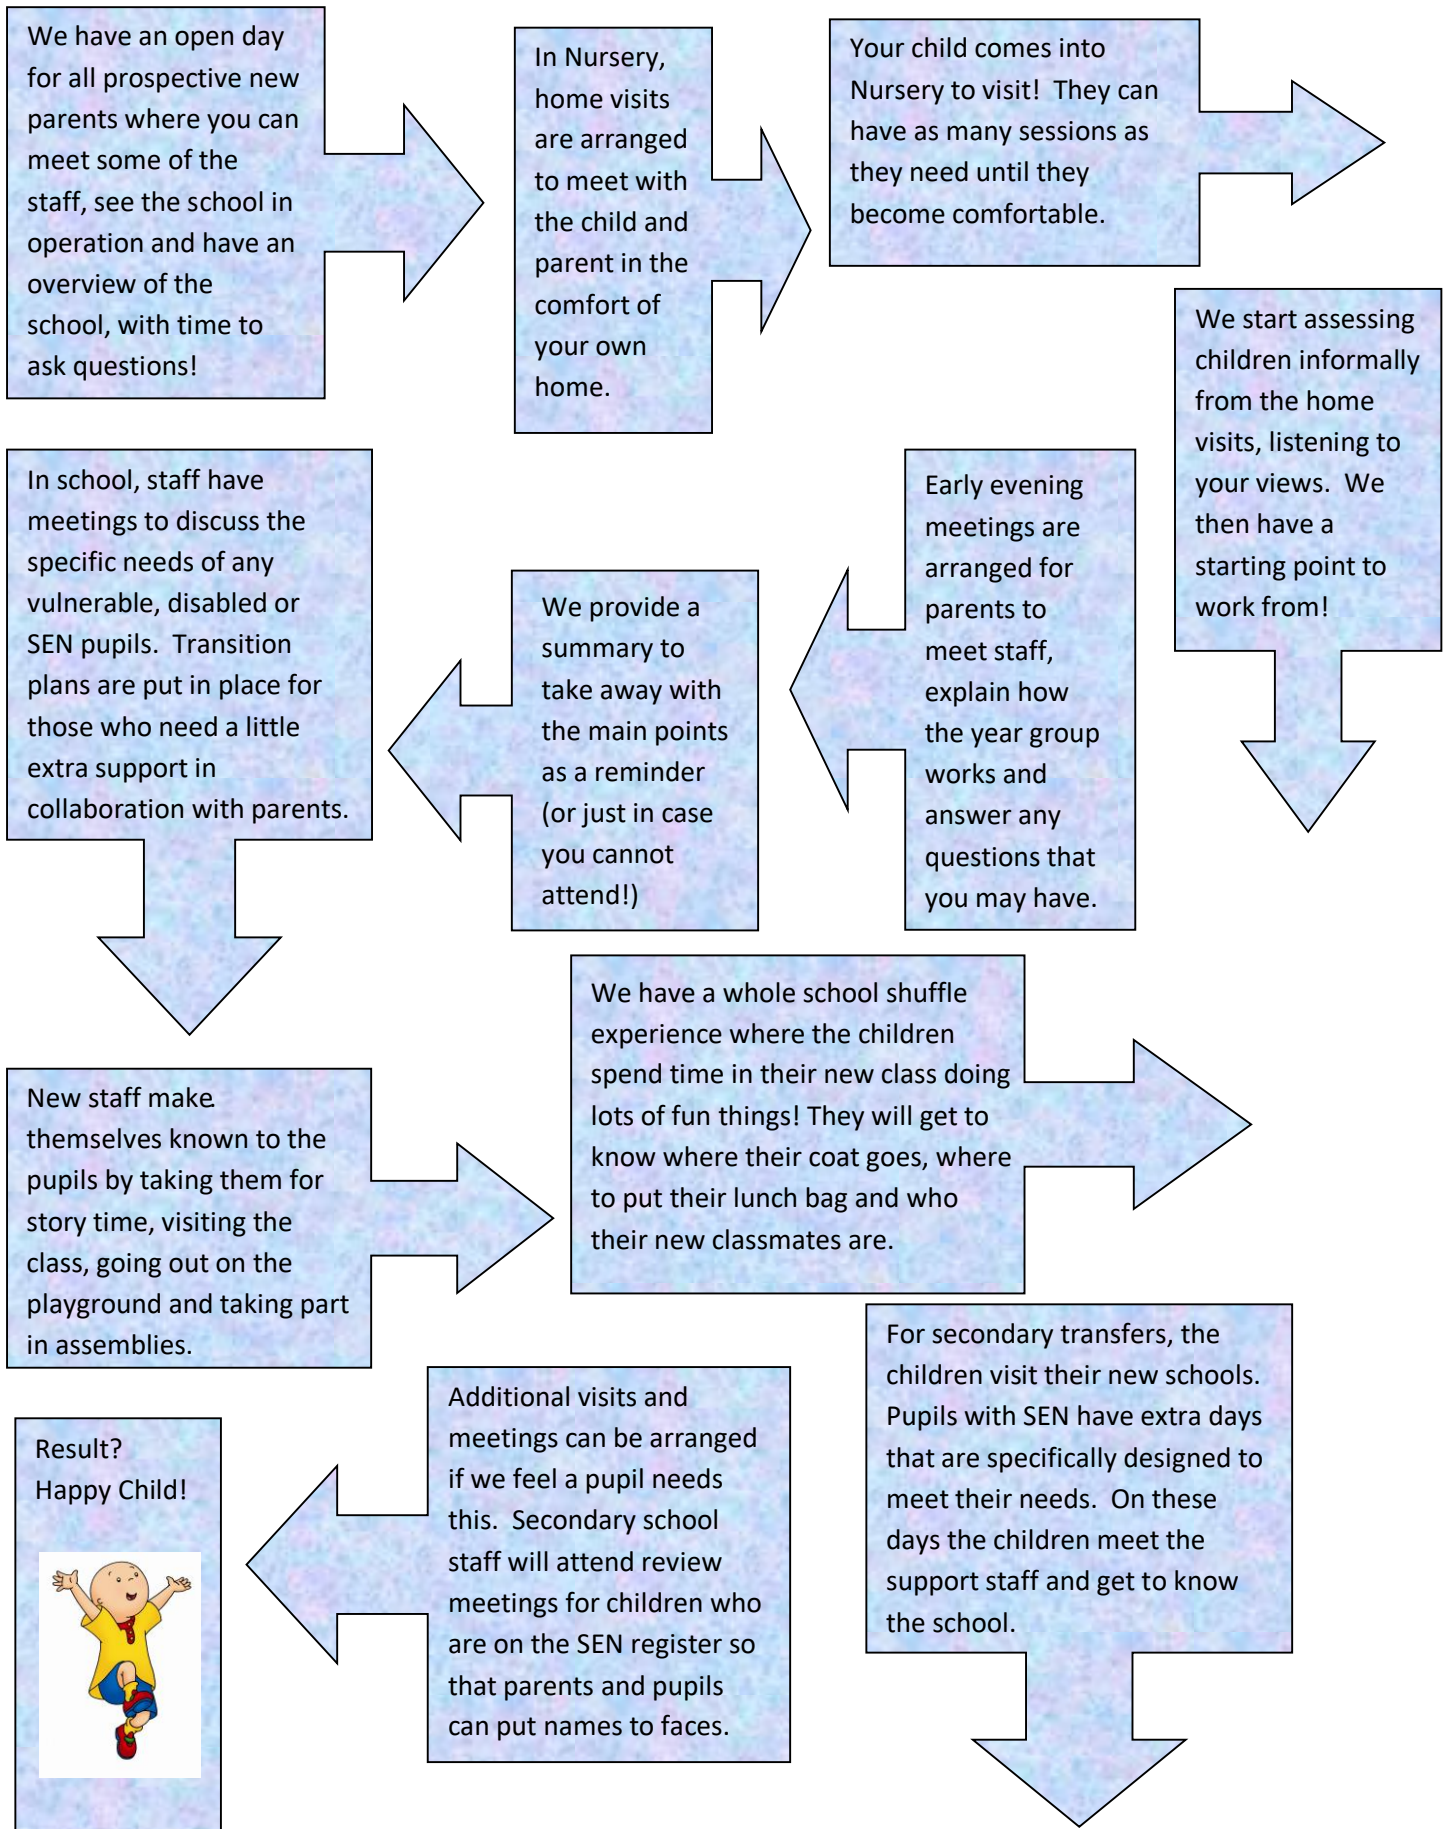 We have an open day
for all prospective new
parents where you can
meet some of the
staff, see the school in
operation and have an
overview of the
school, with time to
ask questions!
In Nursery,
home visits
are arranged
to meet with
the child and
parent in the
comfort of
your own
home.
Your child comes into
Nursery to visit!  They can
have as many sessions as
they need until they
become comfortable.
We start assessing
children informally
from the home
visits, listening to
your views.  We
then have a
starting point to
work from!
Early evening
meetings are
arranged for
parents to
meet staff,
explain how
the year group
works and
answer any
questions that
you may have.
We provide a
summary to
take away with
the main points
as a reminder
(or just in case
you cannot
attend!)
In school, staff have
meetings to discuss the
specific needs of any
vulnerable, disabled or
SEN pupils.  Transition
plans are put in place for
those who need a little
extra support in
collaboration with parents.
New staff make
themselves known to the
pupils by taking them for
story time, visiting the
class, going out on the
playground and taking part
in assemblies.
We have a whole school shuffle
experience where the children
spend time in their new class doing
lots of fun things! They will get to
know where their coat goes, where
to put their lunch bag and who
their new classmates are.
For secondary transfers, the
children visit their new schools.
Pupils with SEN have extra days
that are specifically designed to
meet their needs.  On these
days the children meet the
support staff and get to know
the school.
Additional visits and
meetings can be arranged
if we feel a pupil needs
this.  Secondary school
staff will attend review
meetings for children who
are on the SEN register so
that parents and pupils
can put names to faces.
Result?
Happy Child!